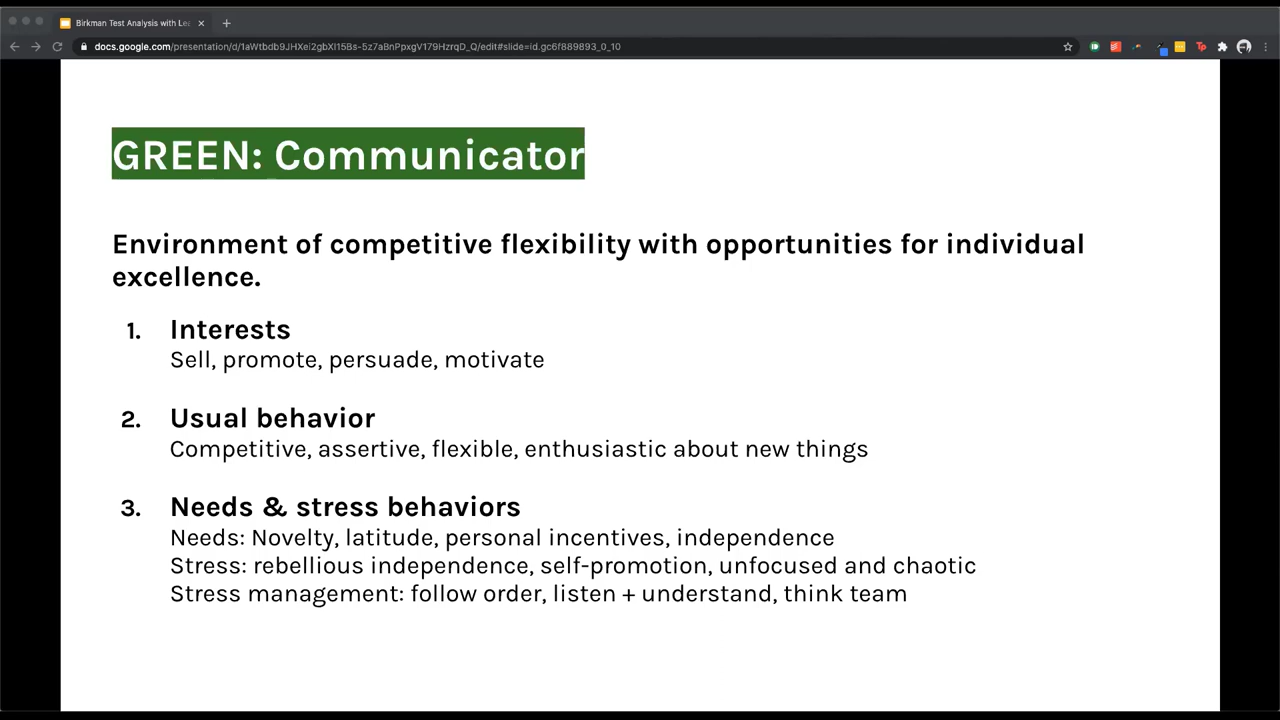 Birkman Test Analysis with Lea
docs.google.com/presentation/d/1aWtbdb9JHXei2gbXI15Bs-5z7aBnPpxgV179HzrqD_Q/edit#slide=id.gc6f889893_0_10
GREEN: Communicator
Environment of competitive flexibility with opportunities for individual
excellence.
1. Interests
Sell, promote, persuade, motivate
2. Usual behavior
Competitive, assertive, flexible, enthusiastic about new things
3. Needs & stress behaviors
Needs: Novelty, latitude, personal incentives, independence
Stress: rebellious independence, self-promotion, unfocused and chaotic
Stress management: follow order, listen + understand, think team